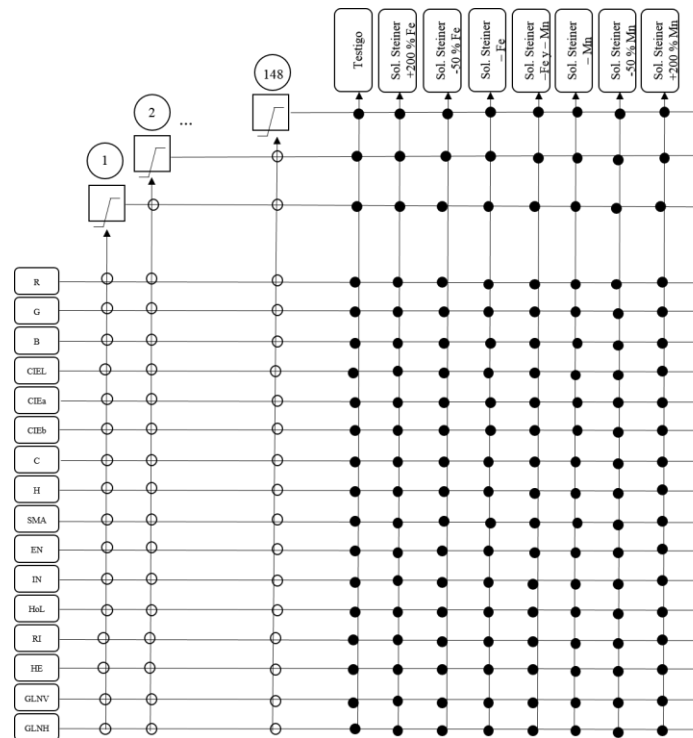 Testigo
Sol. Steiner
+200 % Fe
Sol. Steiner
-50 % Fe
Sol. Steiner
– Fe
Sol. Steiner
–Fe y – Mn
Sol. Steiner
– Mn
Sol. Steiner
-50 % Mn
Sol. Steiner
+200 % Mn
148
2
...
1
R
G
B
CIEL
CIEa
CIEb
C
H
SMA
EN
IN
HoL
RI
HE
GLNV
GLNH